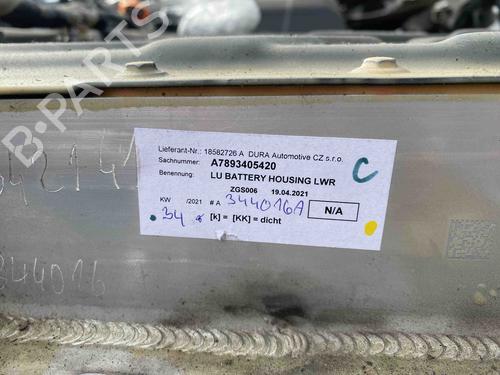 B-Parts
Lieferant-Nr.: 18582726 A DURA Automotive CZ s.r.o.
Sachnummer: A7893405420
Benennung: LU BATTERY HOUSING LWR
C
ZGS006 19.04.2021
KW /2021 # A 344016A N/A
34
[k] = [KK] = dicht
344016